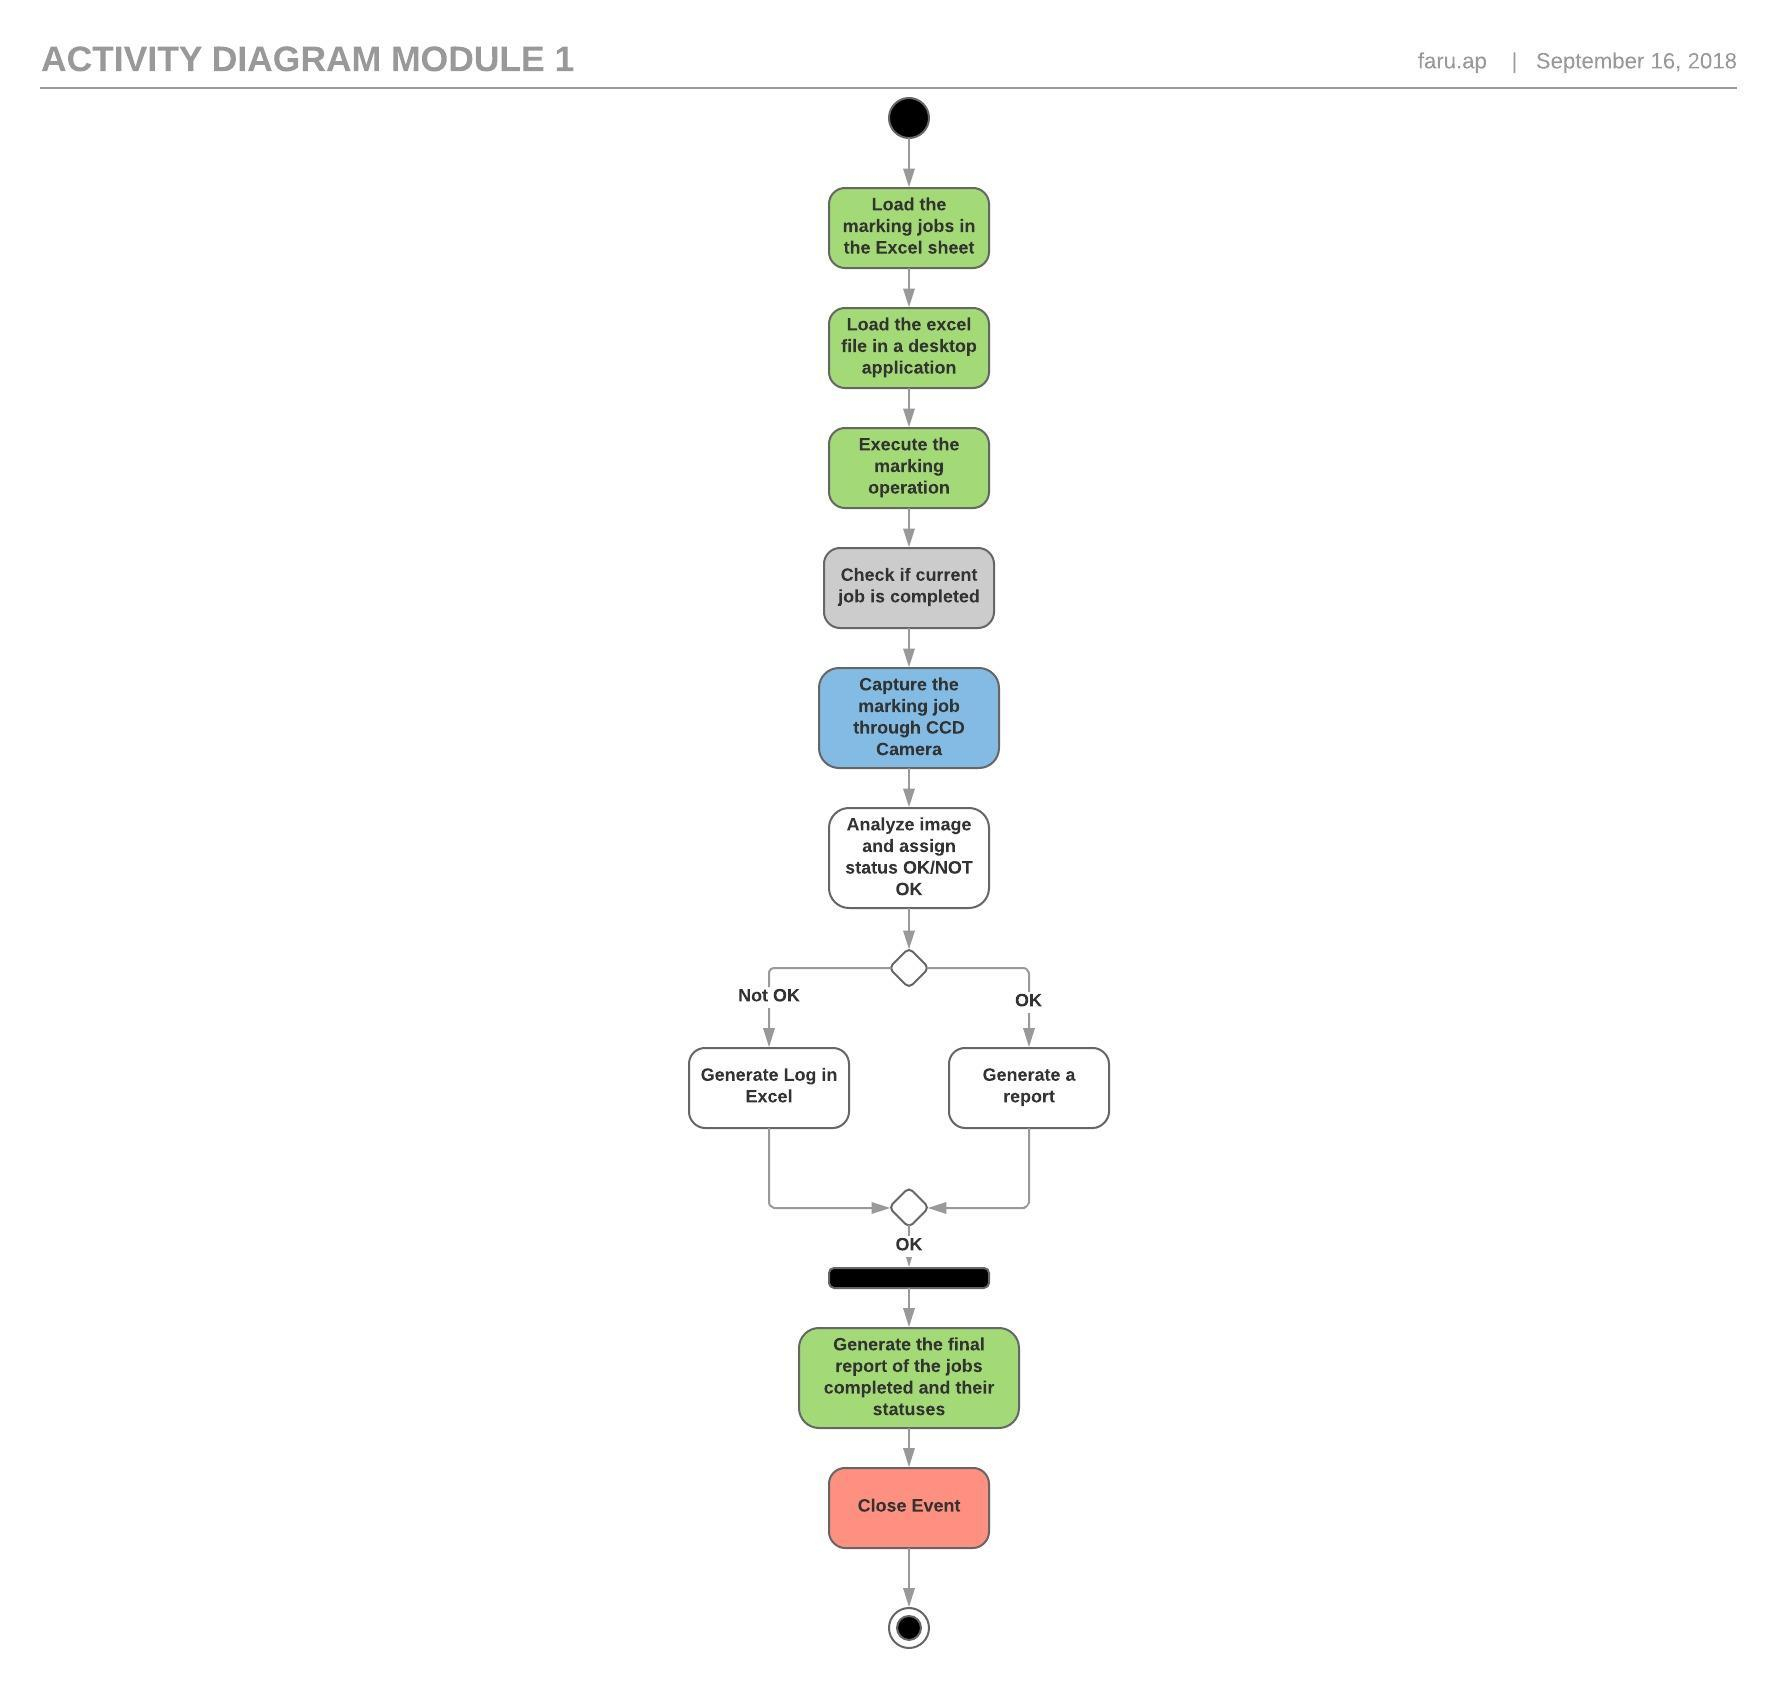 ACTIVITY DIAGRAM MODULE 1
faru.ap | September 16, 2018
Load the
marking jobs in
the Excel sheet
Load the excel
file in a desktop
application
Execute the
marking
operation
Check if current
job is completed
Capture the
marking job
through CCD
Camera
Analyze image
and assign
status OK/NOT
OK
Not OK
OK
Generate Log in
Excel
Generate a
report
OK
Generate the final
report of the jobs
completed and their
statuses
Close Event